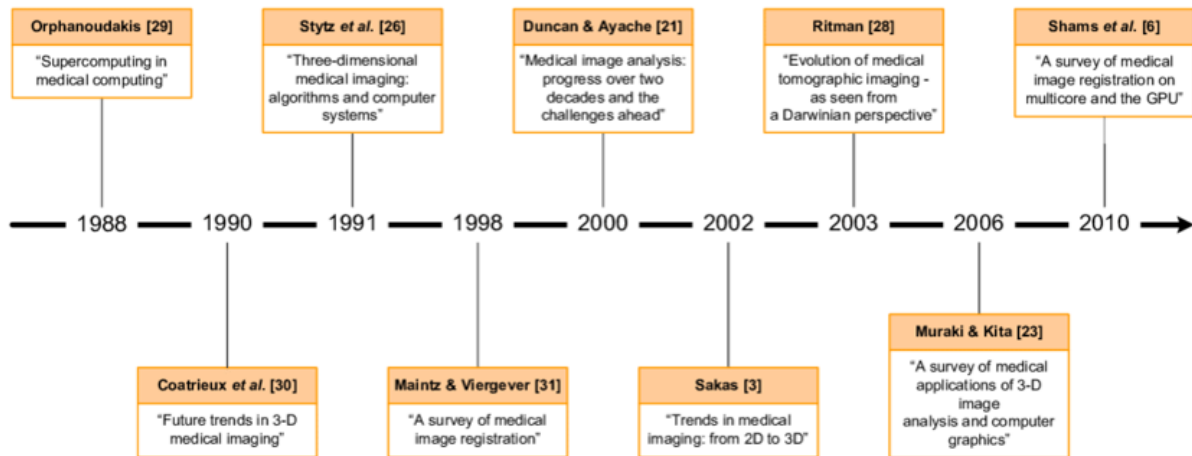 Orphanoudakis [29]
“Supercomputing in
medical computing”
Stytz et al. [26]
“Three-dimensional
medical imaging:
algorithms and computer
systems”
Duncan & Ayache [21]
“Medical image analysis:
progress over two
decades and the
challenges ahead”
Ritman [28]
“Evolution of medical
tomographic imaging -
as seen from
a Darwinian perspective”
Shams et al. [6]
“A survey of medical
image registration on
multicore and the GPU”
1988
1990
1991
1998
2000
2002
2003
2006
2010
Coatrieux et al. [30]
“Future trends in 3-D
medical imaging”
Maintz & Viergever [31]
“A survey of medical
image registration”
Sakas [3]
“Trends in medical
imaging: from 2D to 3D”
Muraki & Kita [23]
“A survey of medical
applications of 3-D
image
analysis and computer
graphics”